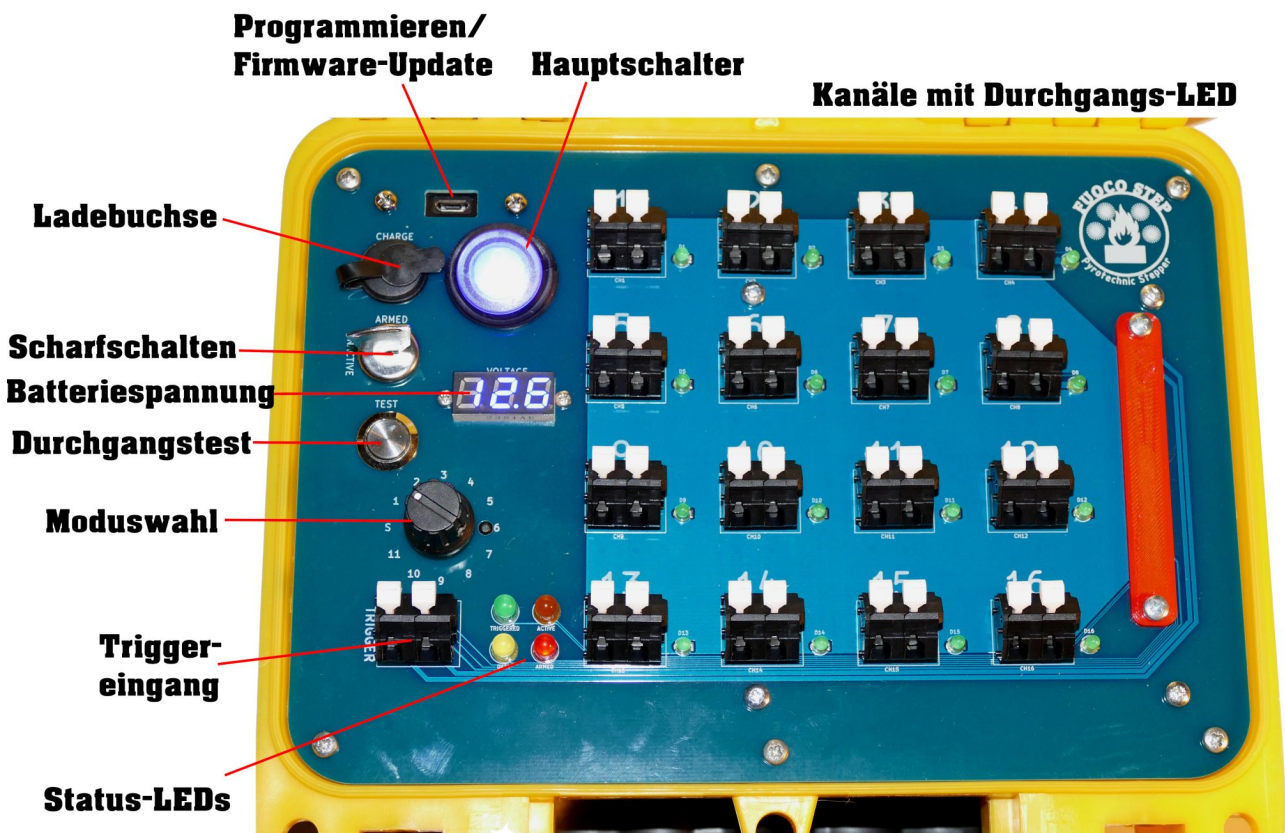 Programmieren/
Firmware-Update
Hauptschalter
Kanäle mit Durchgangs-LED
Ladebuchse
Scharfschalten
Batteriespannung
Durchgangstest
Moduswahl
Trigger-
eingang
Status-LEDs
CHARGE
ARMED
VOLTAGE
12.6
TEST
S 1 2 3 4 5 6 7 8 9 10 11
TRIGGER
TRIGGERED
ACTIVE
ARMED
FUOCO STEP
Pyrotechnic Stepper
2
3
D3
CH1
CH2
CH3
CH4
5
6
7
D5
D6
D7
D8
CH5
CH6
CH7
CH8
9
10
11
12
D9
D10
D11
D12
CH9
CH10
CH11
CH12
13
14
15
16
D13
D14
D15
D16
CH14
CH15
CH16